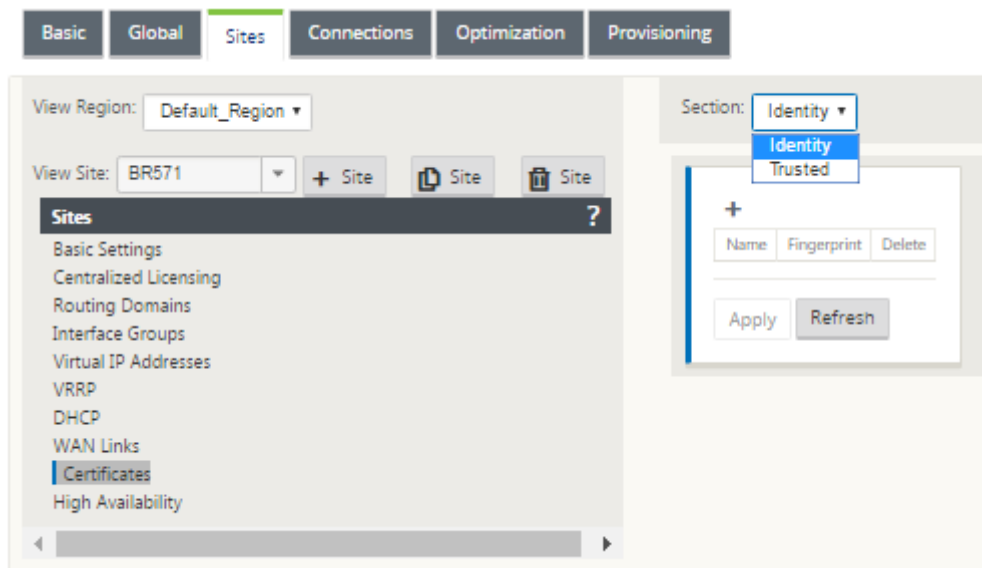 Basic Global Sites Connections Optimization Provisioning
View Region: Default_Region
View Site: BR571 + Site Site Site
Sites ?
Basic Settings
Centralized Licensing
Routing Domains
Interface Groups
Virtual IP Addresses
VRRP
DHCP
WAN Links
Certificates
High Availability
Section: Identity
Identity
Trusted
+
Name Fingerprint Delete
Apply Refresh